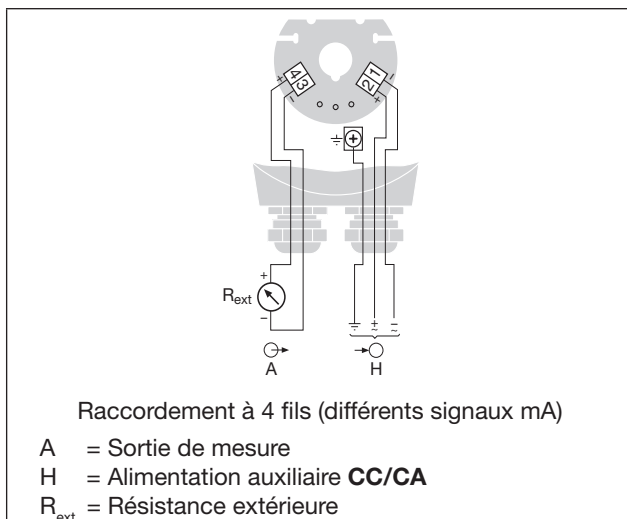 + 4 3 − 2 1 − +
⏚
+
R_ext
−
⏚ +~ −~
A H
Raccordement à 4 fils (différents signaux mA)
A = Sortie de mesure
H = Alimentation auxiliaire CC/CA
R_ext = Résistance extérieure